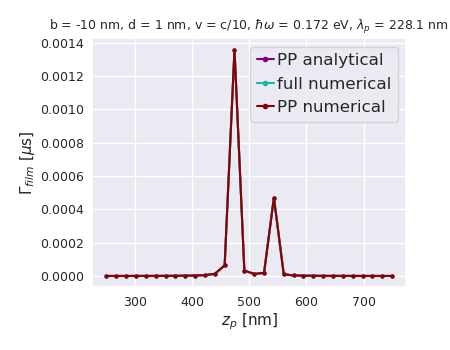 b = -10 nm, d = 1 nm, v = c/10, ℏω = 0.172 eV, λₚ = 228.1 nm
0.0014
0.0012
0.0010
0.0008
0.0006
0.0004
0.0002
0.0000
Γ_film [μs]
PP analytical
full numerical
PP numerical
300 400 500 600 700
zₚ [nm]